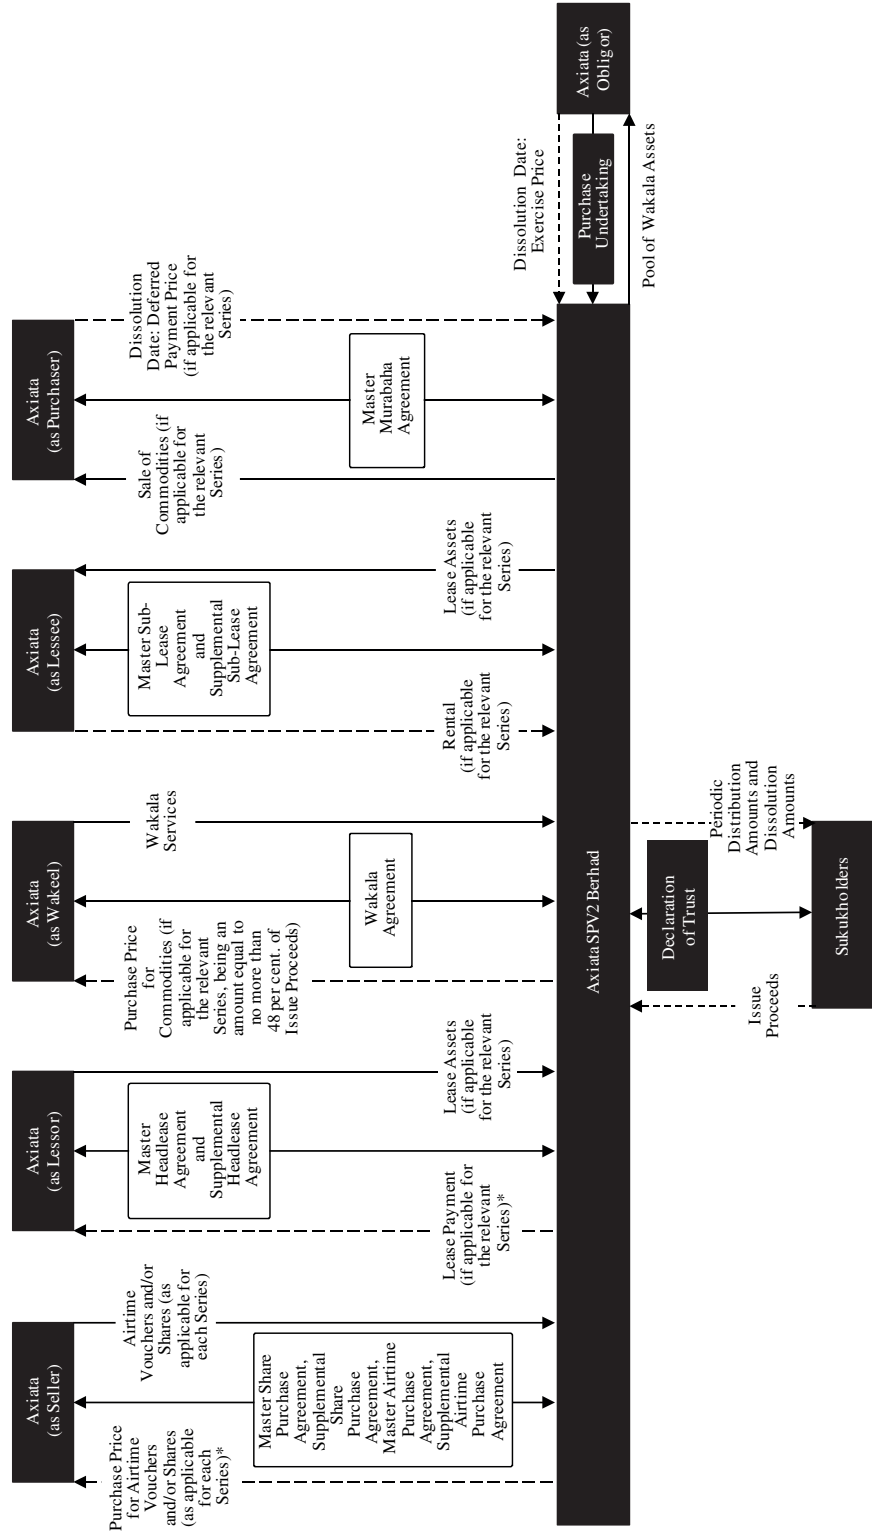 Axiata
(as Seller)
Purchase Price
for Airtime
Vouchers
and/or Shares
(as applicable
for each
Series)*
Airtime
Vouchers and/or
Shares (as
applicable for
each Series)
Master Share
Purchase
Agreement,
Supplemental
Share
Purchase
Agreement,
Master Airtime
Purchase
Agreement,
Supplemental
Airtime
Purchase
Agreement
Axiata
(as Lessor)
Master
Headlease
Agreement
and
Supplemental
Headlease
Agreement
Lease Payment
(if applicable for
the relevant
Series)*
Lease Assets
(if applicable
for the relevant
Series)
Axiata
(as Wakeel)
Purchase Price
for
Commodities (if
applicable for
the relevant
Series, being an
amount equal to
no more than
48 per cent. of
Issue Proceeds)
Wakala
Services
Wakala
Agreement
Axiata
(as Lessee)
Master Sub-
Lease
Agreement
and
Supplemental
Sub-Lease
Agreement
Rental
(if applicable
for the relevant
Series)
Lease Assets
(if applicable
for the relevant
Series)
Axiata
(as Purchaser)
Sale of
Commodities (if
applicable for
the relevant
Series)
Dissolution
Date: Deferred
Payment Price
(if applicable for
the relevant
Series)
Master
Murabaha
Agreement
Axiata SPV2 Berhad
Dissolution Date:
Exercise Price
Purchase
Undertaking
Pool of Wakala Assets
Axiata (as
Obligor)
Issue
Proceeds
Declaration
of Trust
Periodic
Distribution
Amounts and
Dissolution
Amounts
Sukukholders